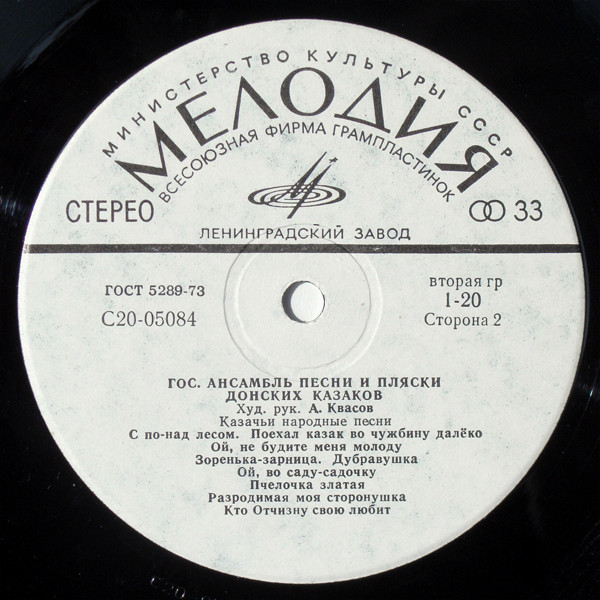 МИНИСТЕРСТВО КУЛЬТУРЫ СССР
МЕЛОДИЯ
ВСЕСОЮЗНАЯ ФИРМА ГРАМПЛАСТИНОК
СТЕРЕО
33
ЛЕНИНГРАДСКИЙ ЗАВОД
ГОСТ 5289-73
С20-05084
вторая гр
1-20
Сторона 2
ГОС. АНСАМБЛЬ ПЕСНИ И ПЛЯСКИ
ДОНСКИХ КАЗАКОВ
Худ. рук. А. Квасов
Казачьи народные песни
С по-над лесом. Поехал казак во чужбину далёко
Ой, не будите меня молоду
Зоренька-зарница. Дубравушка
Ой, во саду-садочку
Пчелочка златая
Разродимая моя сторонушка
Кто Отчизну свою любит